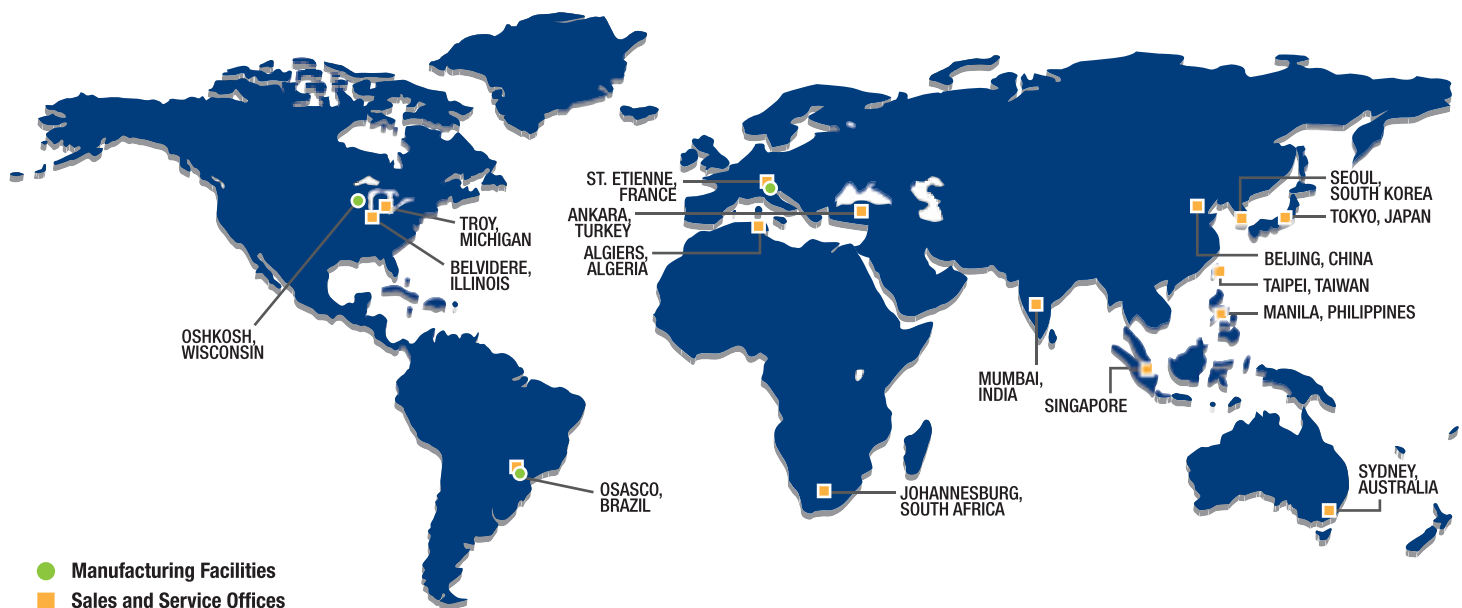 ST. ETIENNE,
FRANCE
ANKARA,
TURKEY
ALGIERS,
ALGERIA
TROY,
MICHIGAN
BELVIDERE,
ILLINOIS
OSHKOSH,
WISCONSIN
OSASCO,
BRAZIL
JOHANNESBURG,
SOUTH AFRICA
MUMBAI,
INDIA
SINGAPORE
SEOUL,
SOUTH KOREA
TOKYO, JAPAN
BEIJING, CHINA
TAIPEI, TAIWAN
MANILA, PHILIPPINES
SYDNEY,
AUSTRALIA
Manufacturing Facilities
Sales and Service Offices